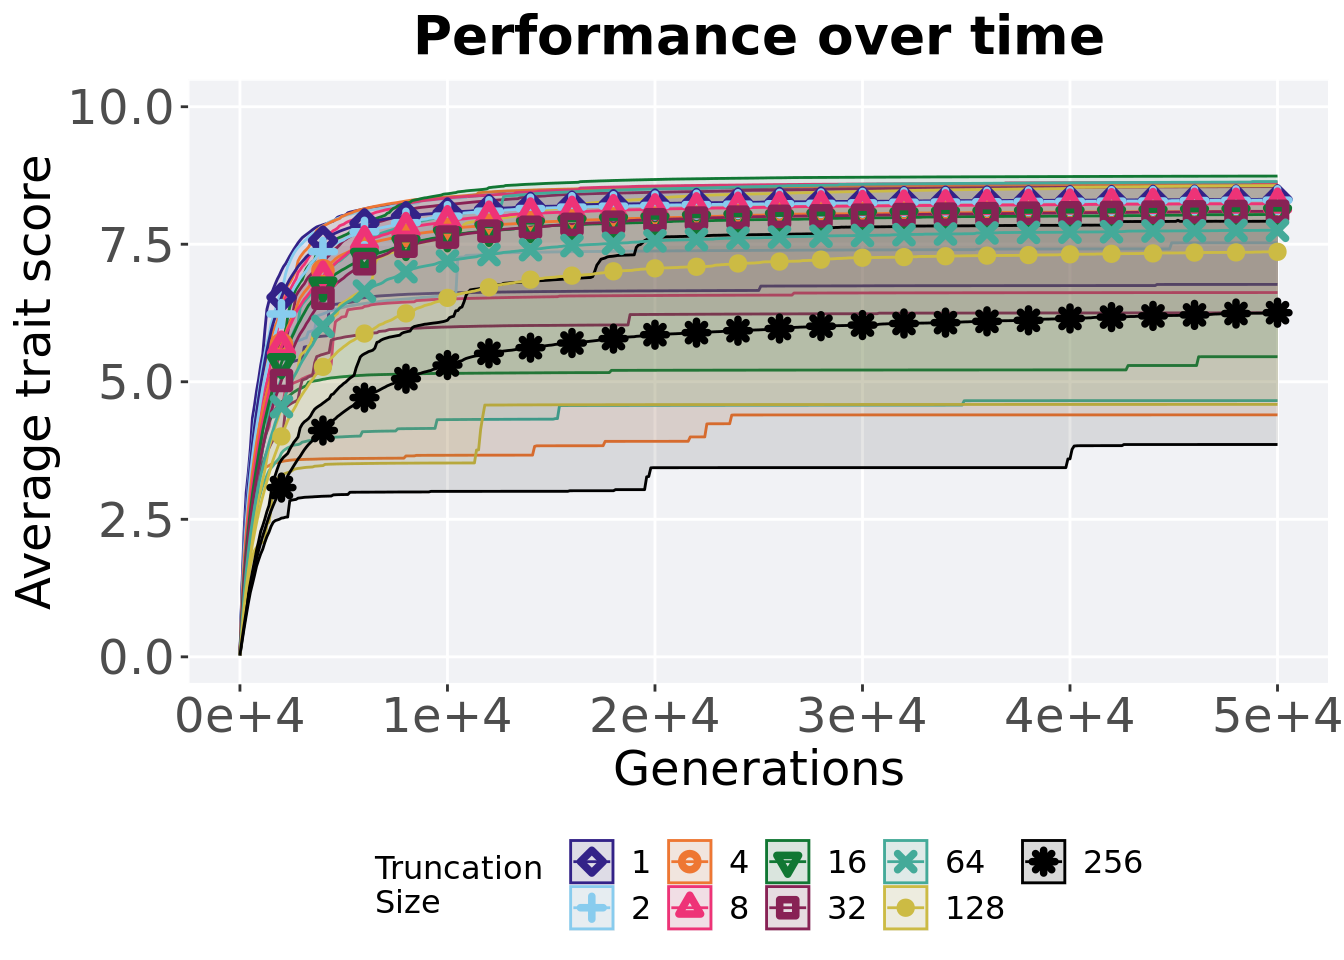 Performance over time
Average trait score
10.0
7.5
5.0
2.5
0.0
0e+4 1e+4 2e+4 3e+4 4e+4 5e+4
Generations
Truncation
Size
1 4 16 64 256
2 8 32 128